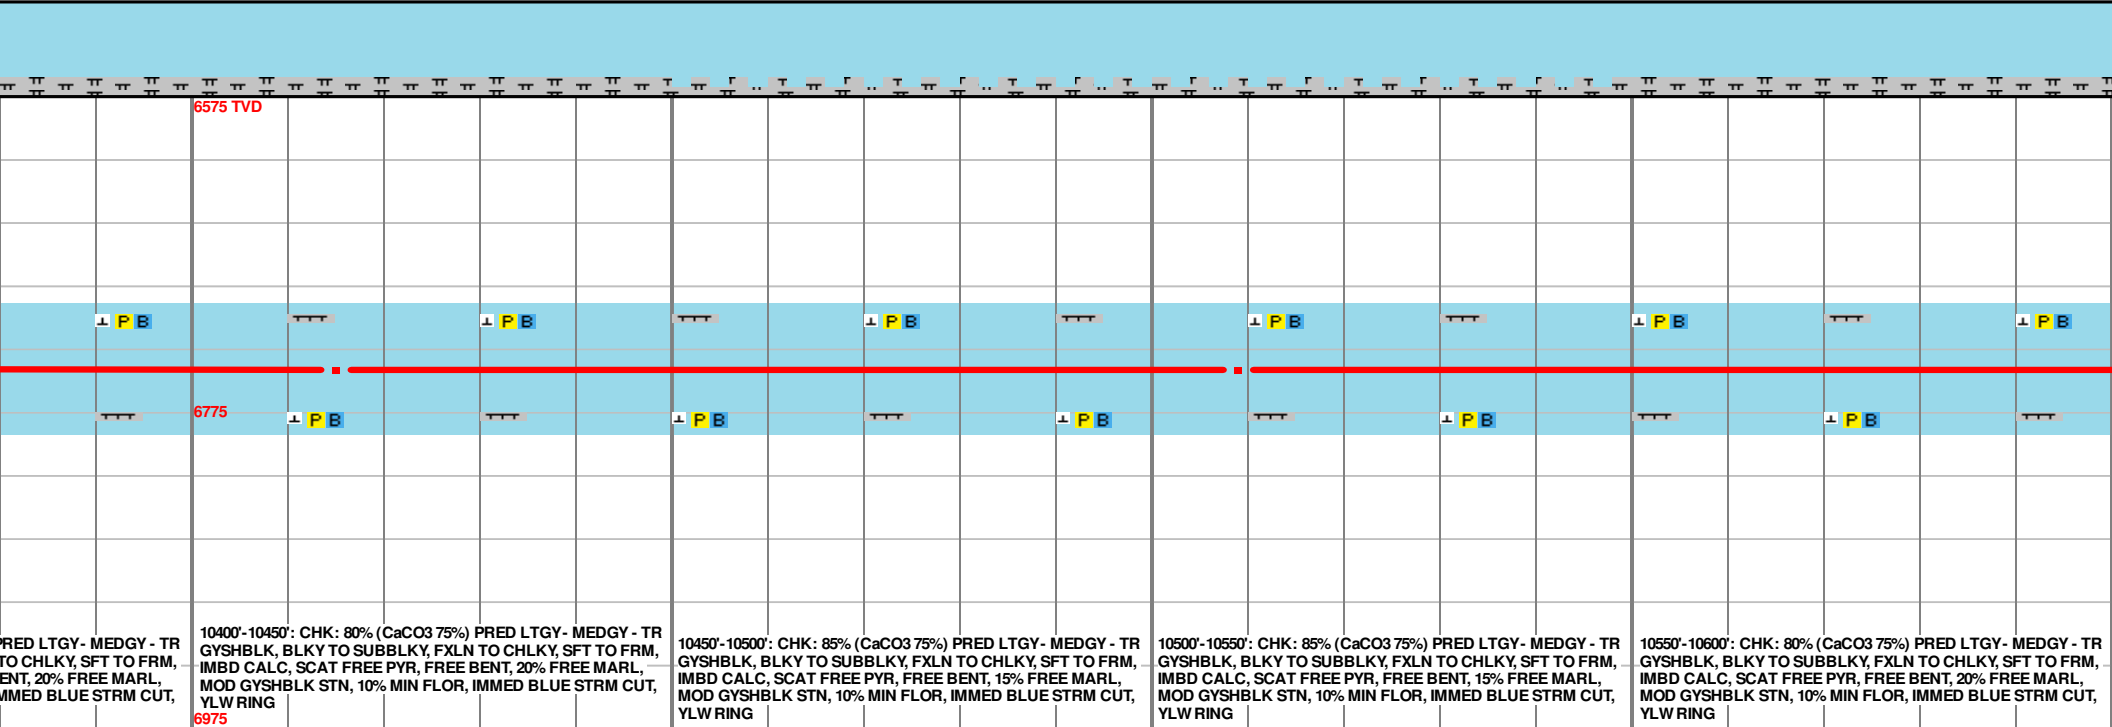 6575 TVD
P B
P B
P B
P B
P B
P B
6775
P B
P B
P B
P B
P B
PRED LTGY- MEDGY - TR
TO CHLKY, SFT TO FRM,
ENT, 20% FREE MARL,
MMED BLUE STRM CUT,
10400'-10450': CHK: 80% (CaCO3 75%) PRED LTGY- MEDGY - TR
GYSHBLK, BLKY TO SUBBLKY, FXLN TO CHLKY, SFT TO FRM,
IMBD CALC, SCAT FREE PYR, FREE BENT, 20% FREE MARL,
MOD GYSHBLK STN, 10% MIN FLOR, IMMED BLUE STRM CUT,
YLW RING
6975
10450'-10500': CHK: 85% (CaCO3 75%) PRED LTGY- MEDGY - TR
GYSHBLK, BLKY TO SUBBLKY, FXLN TO CHLKY, SFT TO FRM,
IMBD CALC, SCAT FREE PYR, FREE BENT, 15% FREE MARL,
MOD GYSHBLK STN, 10% MIN FLOR, IMMED BLUE STRM CUT,
YLW RING
10500'-10550': CHK: 85% (CaCO3 75%) PRED LTGY- MEDGY - TR
GYSHBLK, BLKY TO SUBBLKY, FXLN TO CHLKY, SFT TO FRM,
IMBD CALC, SCAT FREE PYR, FREE BENT, 15% FREE MARL,
MOD GYSHBLK STN, 10% MIN FLOR, IMMED BLUE STRM CUT,
YLW RING
10550'-10600': CHK: 80% (CaCO3 75%) PRED LTGY- MEDGY - TR
GYSHBLK, BLKY TO SUBBLKY, FXLN TO CHLKY, SFT TO FRM,
IMBD CALC, SCAT FREE PYR, FREE BENT, 20% FREE MARL,
MOD GYSHBLK STN, 10% MIN FLOR, IMMED BLUE STRM CUT,
YLW RING